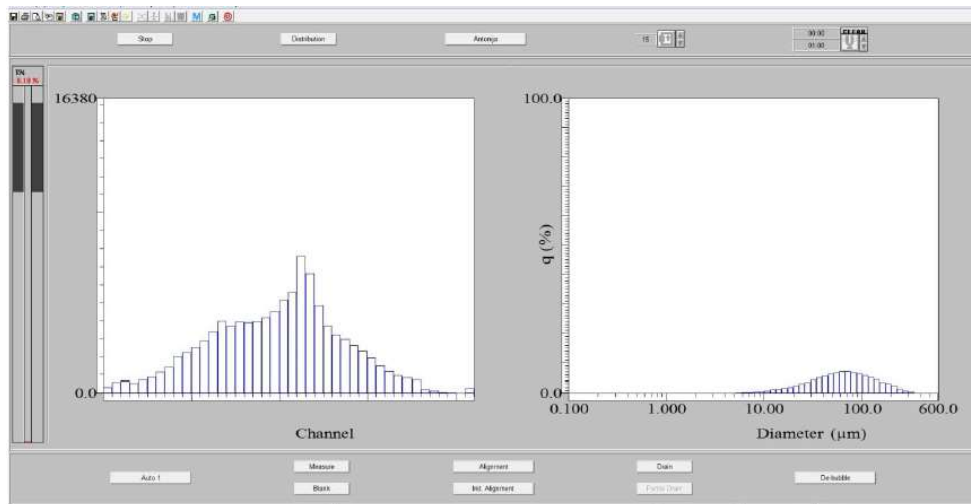 Stop Distribution 15 00:00 CLEAR
01:00
T%
16380
100.0
q (%)
0.0
0.0
0.100 1.000 10.00 100.0 600.0
Channel
Diameter (µm)
Auto 1
Measure Alignment Drain
Blank Init. Alignment Partial Drain
De-bubble